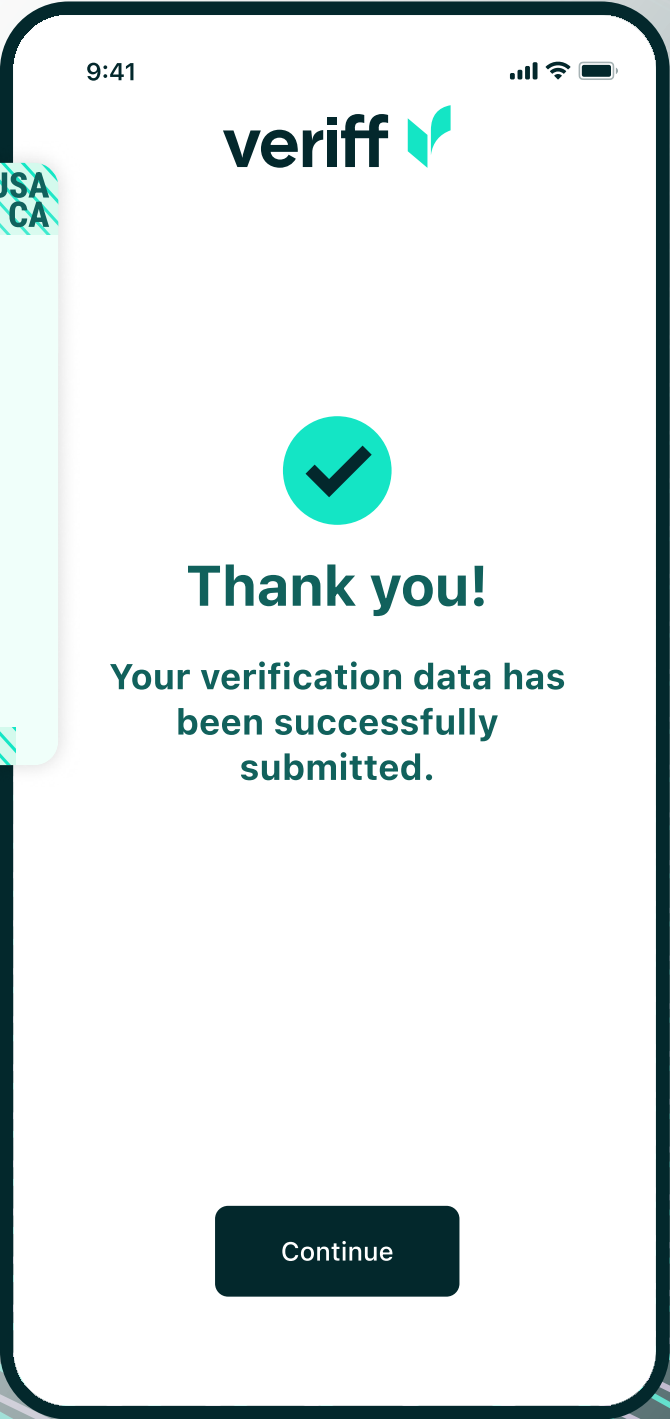 9:41
veriff
USA
CA
Thank you!
Your verification data has
been successfully
submitted.
Continue